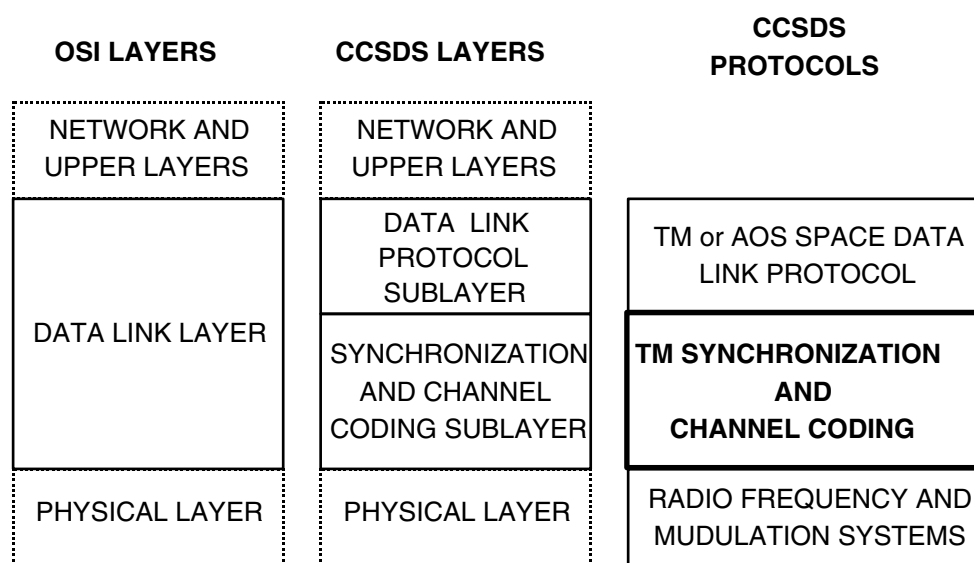 OSI LAYERS
CCSDS LAYERS
CCSDS
PROTOCOLS
NETWORK AND
UPPER LAYERS
NETWORK AND
UPPER LAYERS
DATA LINK LAYER
DATA LINK
PROTOCOL
SUBLAYER
TM or AOS SPACE DATA
LINK PROTOCOL
SYNCHRONIZATION
AND CHANNEL
CODING SUBLAYER
TM SYNCHRONIZATION
AND
CHANNEL CODING
PHYSICAL LAYER
PHYSICAL LAYER
RADIO FREQUENCY AND
MUDULATION SYSTEMS